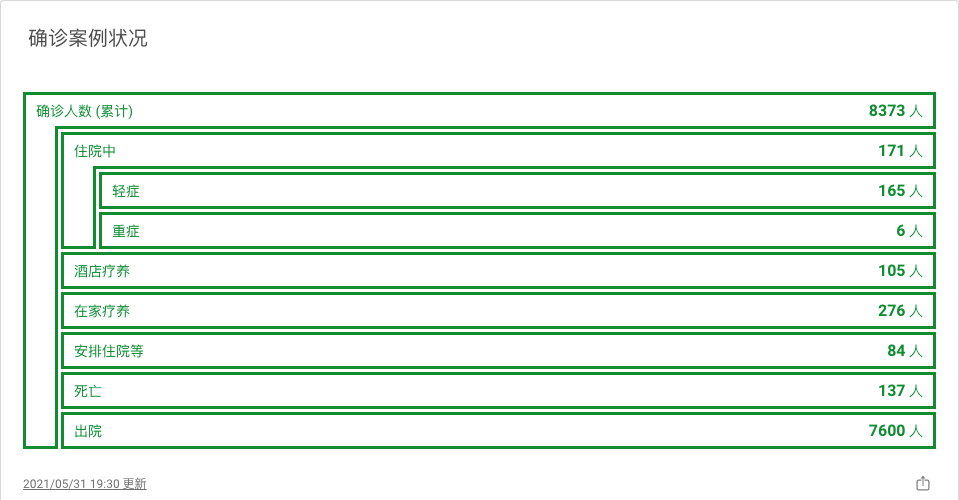 确诊案例状况
确诊人数 (累计) 8373 人
住院中 171 人
轻症 165 人
重症 6 人
酒店疗养 105 人
在家疗养 276 人
安排住院等 84 人
死亡 137 人
出院 7600 人
2021/05/31 19:30 更新